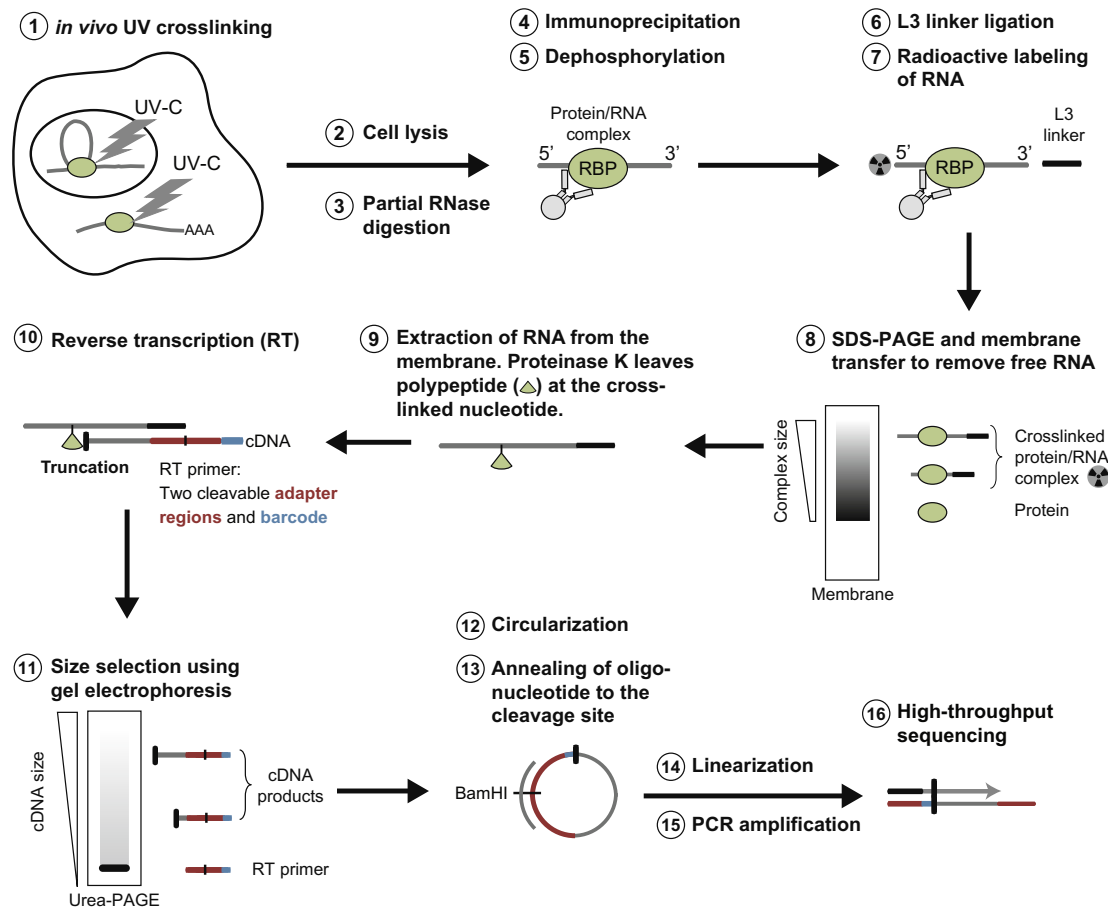 1 in vivo UV crosslinking
UV-C
UV-C
AAA
2 Cell lysis
3 Partial RNase
digestion
4 Immunoprecipitation
5 Dephosphorylation
Protein/RNA
complex
5’ 3’
RBP
6 L3 linker ligation
7 Radioactive labeling
of RNA
L3
linker
5’ 3’
RBP
8 SDS-PAGE and membrane
transfer to remove free RNA
Complex size
Crosslinked
protein/RNA
complex
Protein
Membrane
9 Extraction of RNA from the
membrane. Proteinase K leaves
polypeptide ( ) at the cross-
linked nucleotide.
10 Reverse transcription (RT)
cDNA
Truncation
RT primer:
Two cleavable adapter
regions and barcode
11 Size selection using
gel electrophoresis
cDNA size
cDNA
products
RT primer
Urea-PAGE
12 Circularization
13 Annealing of oligo-
nucleotide to the
cleavage site
BamHI
14 Linearization
15 PCR amplification
16 High-throughput
sequencing